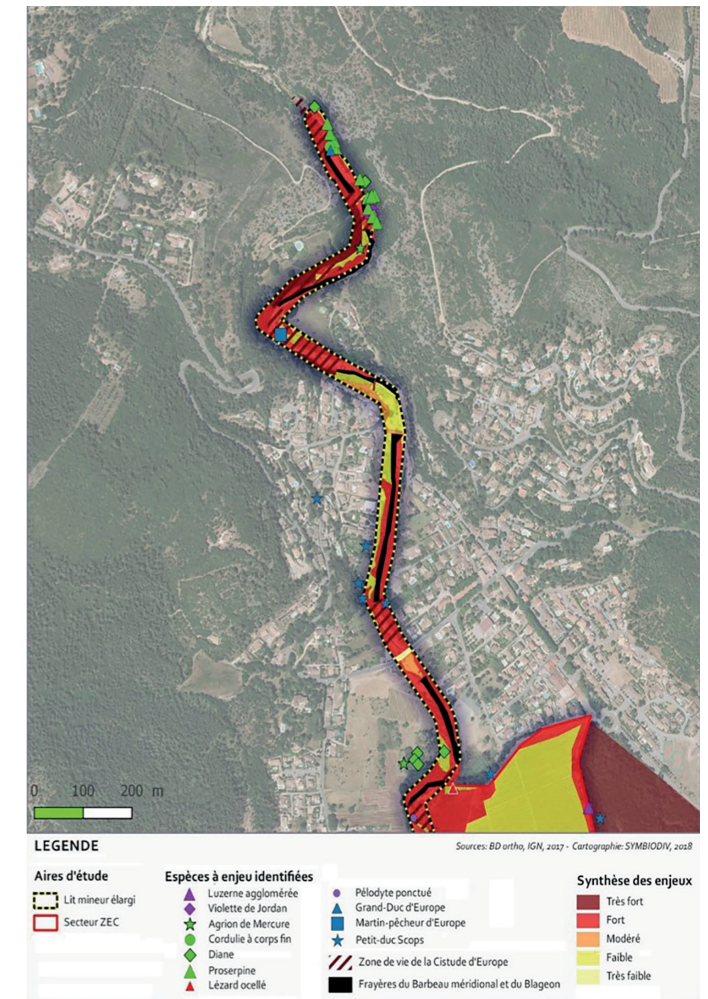 0 100 200 m
LEGENDE
Sources: BD ortho, IGN, 2017 - Cartographie: SYMBIODIV, 2018
Aires d'étude
Lit mineur élargi
Secteur ZEC
Espèces à enjeu identifiées
Luzerne agglomérée
Violette de Jordan
Agrion de Mercure
Cordulie à corps fin
Diane
Proserpine
Lézard ocellé
Pélodyte ponctué
Grand-Duc d'Europe
Martin-pêcheur d'Europe
Petit-duc Scops
Zone de vie de la Cistude d'Europe
Frayères du Barbeau méridional et du Blageon
Synthèse des enjeux
Très fort
Fort
Modéré
Faible
Très faible